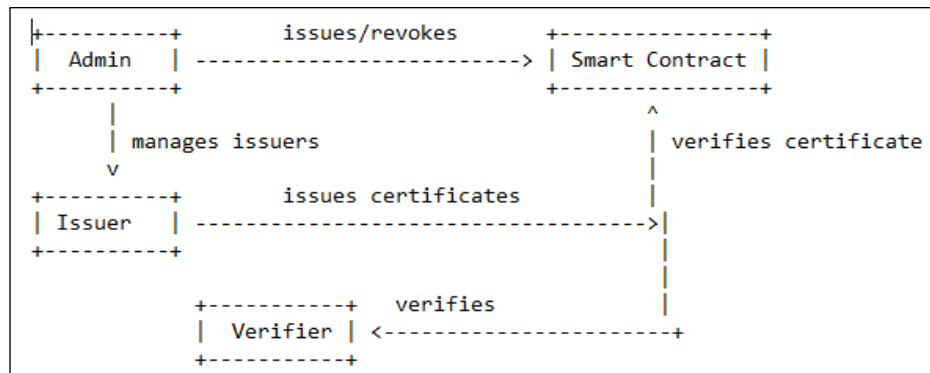 +----------+          issues/revokes          +----------------+
|  Admin   | --------------------------> | Smart Contract |
+----------+                                  +----------------+
      |                                               ^
      | manages issuers                               | verifies certificate
      v                                               |
+----------+          issues certificates             |
| Issuer   | ------------------------------------>|
+----------+                                           |
                                                       |
                +-----------+    verifies              |
                |  Verifier | <-----------------------+
                +-----------+